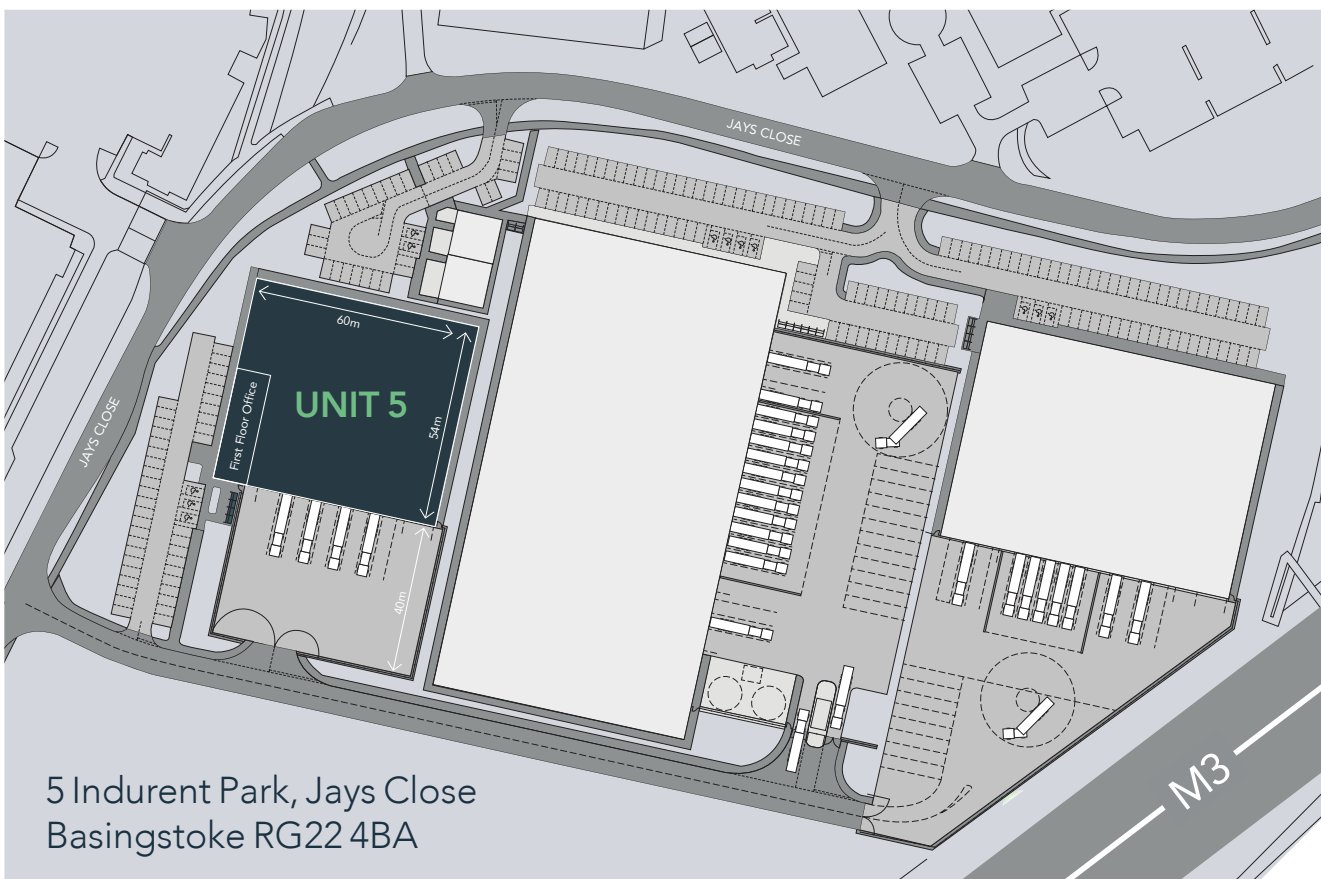 JAYS CLOSE
60m
UNIT 5
First Floor Office
54m
JAYS CLOSE
40m
M3
5 Indurent Park, Jays Close
Basingstoke RG22 4BA